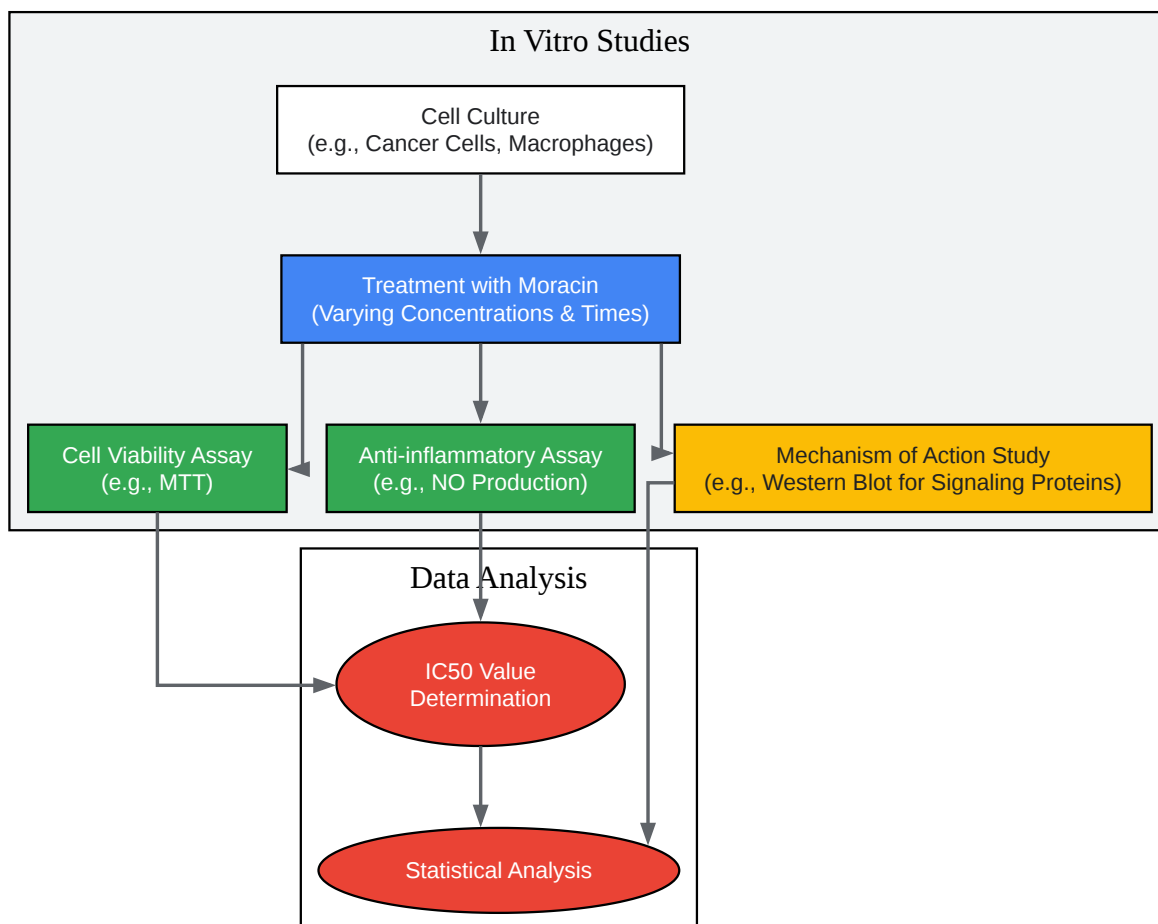 In Vitro Studies
Cell Culture
(e.g., Cancer Cells, Macrophages)
Treatment with Moracin
(Varying Concentrations & Times)
Cell Viability Assay
(e.g., MTT)
Anti-inflammatory Assay
(e.g., NO Production)
Mechanism of Action Study
(e.g., Western Blot for Signaling Proteins)
Data Analysis
IC50 Value
Determination
Statistical Analysis